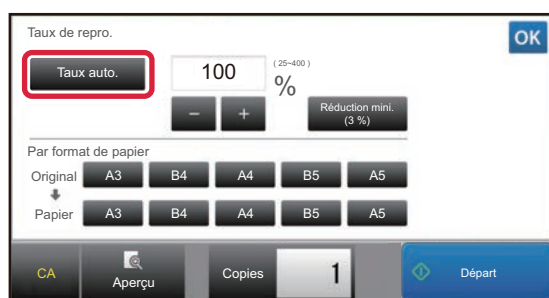 Taux de repro.
OK
Taux auto.
100
( 25~400 )
%
－
＋
Réduction mini.
(3 %)
Par format de papier
Original A3 B4 A4 B5 A5
Papier A3 B4 A4 B5 A5
CA
Aperçu
Copies
1
Départ